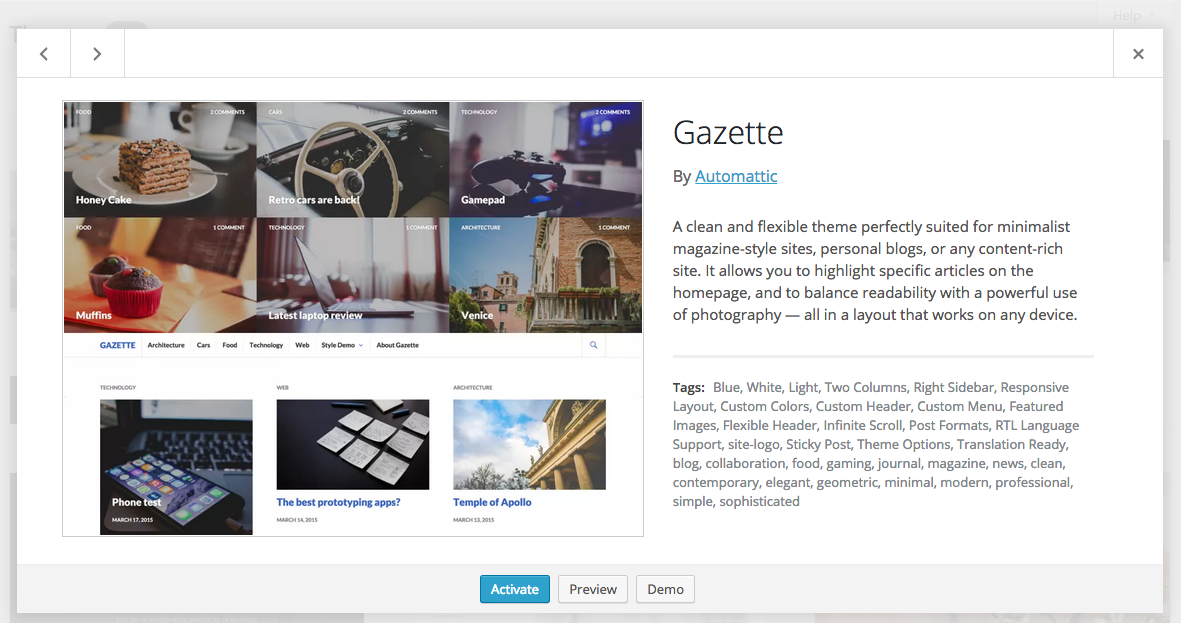 Help
FOOD
2 COMMENTS
Honey Cake
CARS
2 COMMENTS
Retro cars are back!
TECHNOLOGY
2 COMMENTS
Gamepad
FOOD
1 COMMENT
Muffins
TECHNOLOGY
1 COMMENT
Latest laptop review
ARCHITECTURE
1 COMMENT
Venice
GAZETTE Architecture Cars Food Technology Web Style Demo About Gazette
TECHNOLOGY
Phone test
MARCH 17, 2015
WEB
The best prototyping apps?
MARCH 14, 2015
ARCHITECTURE
Temple of Apollo
MARCH 13, 2015
Gazette
By Automattic
A clean and flexible theme perfectly suited for minimalist
magazine-style sites, personal blogs, or any content-rich
site. It allows you to highlight specific articles on the
homepage, and to balance readability with a powerful use
of photography — all in a layout that works on any device.
Tags: Blue, White, Light, Two Columns, Right Sidebar, Responsive
Layout, Custom Colors, Custom Header, Custom Menu, Featured
Images, Flexible Header, Infinite Scroll, Post Formats, RTL Language
Support, site-logo, Sticky Post, Theme Options, Translation Ready,
blog, collaboration, food, gaming, journal, magazine, news, clean,
contemporary, elegant, geometric, minimal, modern, professional,
simple, sophisticated
Activate
Preview
Demo